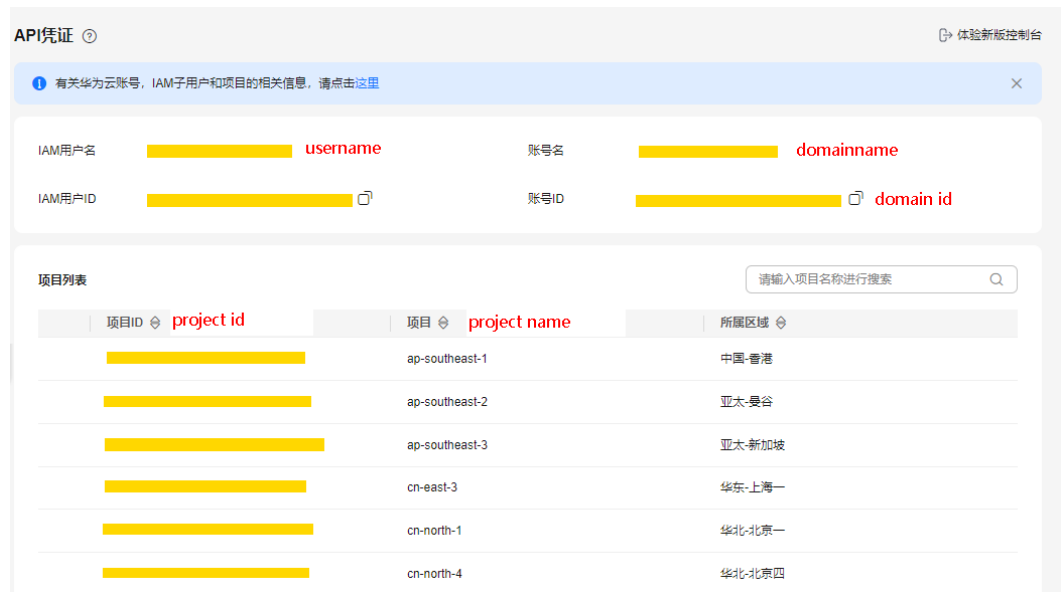 API凭证
体验新版控制台
有关华为云账号，IAM子用户和项目的相关信息，请点击这里
IAM用户名 username 账号名 domainname
IAM用户ID 账号ID domain id
项目列表 请输入项目名称进行搜索
项目ID project id 项目 project name 所属区域
ap-southeast-1 中国-香港
ap-southeast-2 亚太-曼谷
ap-southeast-3 亚太-新加坡
cn-east-3 华东-上海一
cn-north-1 华北-北京一
cn-north-4 华北-北京四